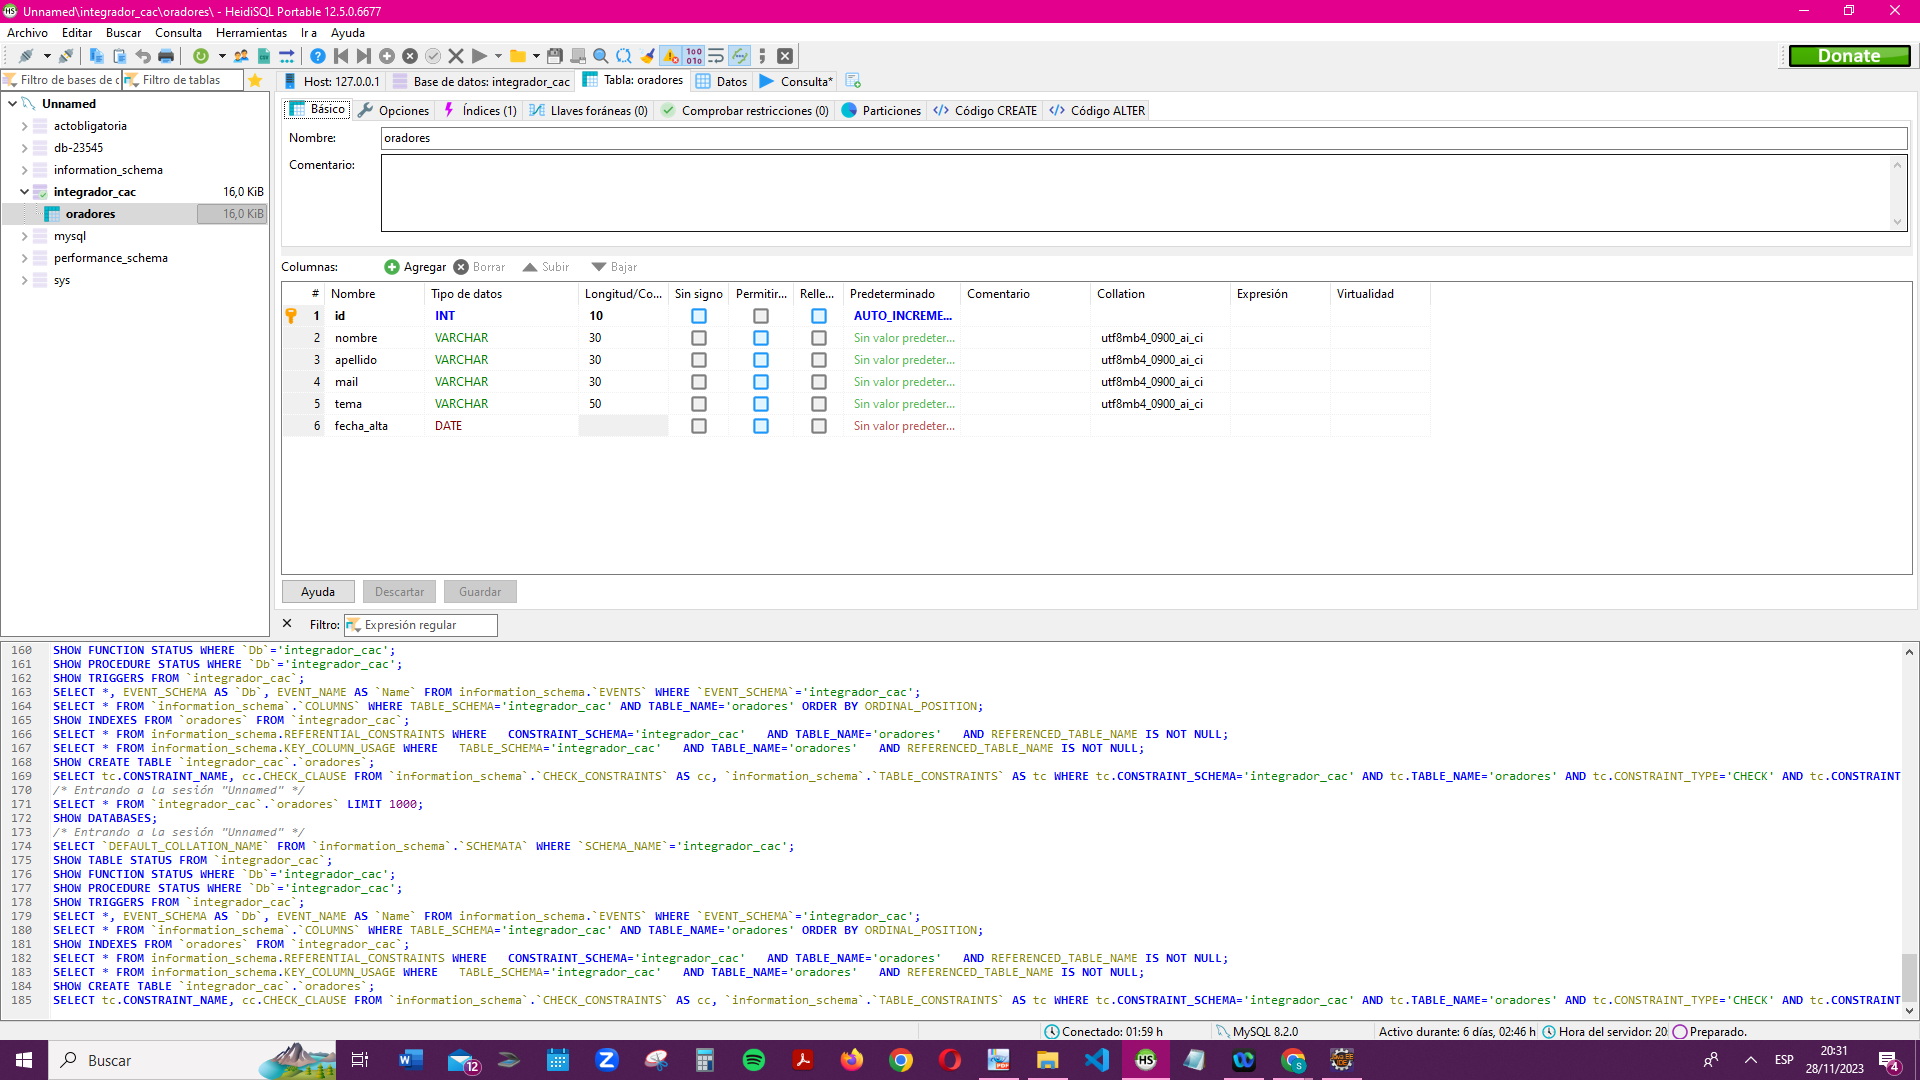 Unnamed\integrador_cac\oradores\ - HeidiSQL Portable 12.5.0.6677
Archivo Editar Buscar Consulta Herramientas Ir a Ayuda
Donate
Filtro de bases de d Filtro de tablas
Host: 127.0.0.1 Base de datos: integrador_cac Tabla: oradores Datos Consulta*
Unnamed
actobligatoria
db-23545
information_schema
integrador_cac 16,0 KiB
oradores 16,0 KiB
mysql
performance_schema
sys
Básico Opciones Índices (1) Llaves foráneas (0) Comprobar restricciones (0) Particiones Código CREATE Código ALTER
Nombre: oradores
Comentario:
Columnas: Agregar Borrar Subir Bajar
# Nombre Tipo de datos Longitud/Co... Sin signo Permitir... Relle... Predeterminado Comentario Collation Expresión Virtualidad
1 id INT 10 AUTO_INCREME...
2 nombre VARCHAR 30 Sin valor predeter... utf8mb4_0900_ai_ci
3 apellido VARCHAR 30 Sin valor predeter... utf8mb4_0900_ai_ci
4 mail VARCHAR 30 Sin valor predeter... utf8mb4_0900_ai_ci
5 tema VARCHAR 50 Sin valor predeter... utf8mb4_0900_ai_ci
6 fecha_alta DATE Sin valor predeter...
Ayuda Descartar Guardar
Filtro: Expresión regular
160 SHOW FUNCTION STATUS WHERE `Db`='integrador_cac';
161 SHOW PROCEDURE STATUS WHERE `Db`='integrador_cac';
162 SHOW TRIGGERS FROM `integrador_cac`;
163 SELECT *, EVENT_SCHEMA AS `Db`, EVENT_NAME AS `Name` FROM information_schema.`EVENTS` WHERE `EVENT_SCHEMA`='integrador_cac';
164 SELECT * FROM `information_schema`.`COLUMNS` WHERE TABLE_SCHEMA='integrador_cac' AND TABLE_NAME='oradores' ORDER BY ORDINAL_POSITION;
165 SHOW INDEXES FROM `oradores` FROM `integrador_cac`;
166 SELECT * FROM information_schema.REFERENTIAL_CONSTRAINTS WHERE   CONSTRAINT_SCHEMA='integrador_cac'   AND TABLE_NAME='oradores'   AND REFERENCED_TABLE_NAME IS NOT NULL;
167 SELECT * FROM information_schema.KEY_COLUMN_USAGE WHERE   TABLE_SCHEMA='integrador_cac'   AND TABLE_NAME='oradores'   AND REFERENCED_TABLE_NAME IS NOT NULL;
168 SHOW CREATE TABLE `integrador_cac`.`oradores`;
169 SELECT tc.CONSTRAINT_NAME, cc.CHECK_CLAUSE FROM `information_schema`.`CHECK_CONSTRAINTS` AS cc, `information_schema`.`TABLE_CONSTRAINTS` AS tc WHERE tc.CONSTRAINT_SCHEMA='integrador_cac' AND tc.TABLE_NAME='oradores' AND tc.CONSTRAINT_TYPE='CHECK' AND tc.CONSTRAINT
170 /* Entrando a la sesión "Unnamed" */
171 SELECT * FROM `integrador_cac`.`oradores` LIMIT 1000;
172 SHOW DATABASES;
173 /* Entrando a la sesión "Unnamed" */
174 SELECT `DEFAULT_COLLATION_NAME` FROM `information_schema`.`SCHEMATA` WHERE `SCHEMA_NAME`='integrador_cac';
175 SHOW TABLE STATUS FROM `integrador_cac`;
176 SHOW FUNCTION STATUS WHERE `Db`='integrador_cac';
177 SHOW PROCEDURE STATUS WHERE `Db`='integrador_cac';
178 SHOW TRIGGERS FROM `integrador_cac`;
179 SELECT *, EVENT_SCHEMA AS `Db`, EVENT_NAME AS `Name` FROM information_schema.`EVENTS` WHERE `EVENT_SCHEMA`='integrador_cac';
180 SELECT * FROM `information_schema`.`COLUMNS` WHERE TABLE_SCHEMA='integrador_cac' AND TABLE_NAME='oradores' ORDER BY ORDINAL_POSITION;
181 SHOW INDEXES FROM `oradores` FROM `integrador_cac`;
182 SELECT * FROM information_schema.REFERENTIAL_CONSTRAINTS WHERE   CONSTRAINT_SCHEMA='integrador_cac'   AND TABLE_NAME='oradores'   AND REFERENCED_TABLE_NAME IS NOT NULL;
183 SELECT * FROM information_schema.KEY_COLUMN_USAGE WHERE   TABLE_SCHEMA='integrador_cac'   AND TABLE_NAME='oradores'   AND REFERENCED_TABLE_NAME IS NOT NULL;
184 SHOW CREATE TABLE `integrador_cac`.`oradores`;
185 SELECT tc.CONSTRAINT_NAME, cc.CHECK_CLAUSE FROM `information_schema`.`CHECK_CONSTRAINTS` AS cc, `information_schema`.`TABLE_CONSTRAINTS` AS tc WHERE tc.CONSTRAINT_SCHEMA='integrador_cac' AND tc.TABLE_NAME='oradores' AND tc.CONSTRAINT_TYPE='CHECK' AND tc.CONSTRAINT
Conectado: 01:59 h MySQL 8.2.0 Activo durante: 6 días, 02:46 h Hora del servidor: 20 Preparado.
Buscar 12 HS ESP 20:31
28/11/2023 4